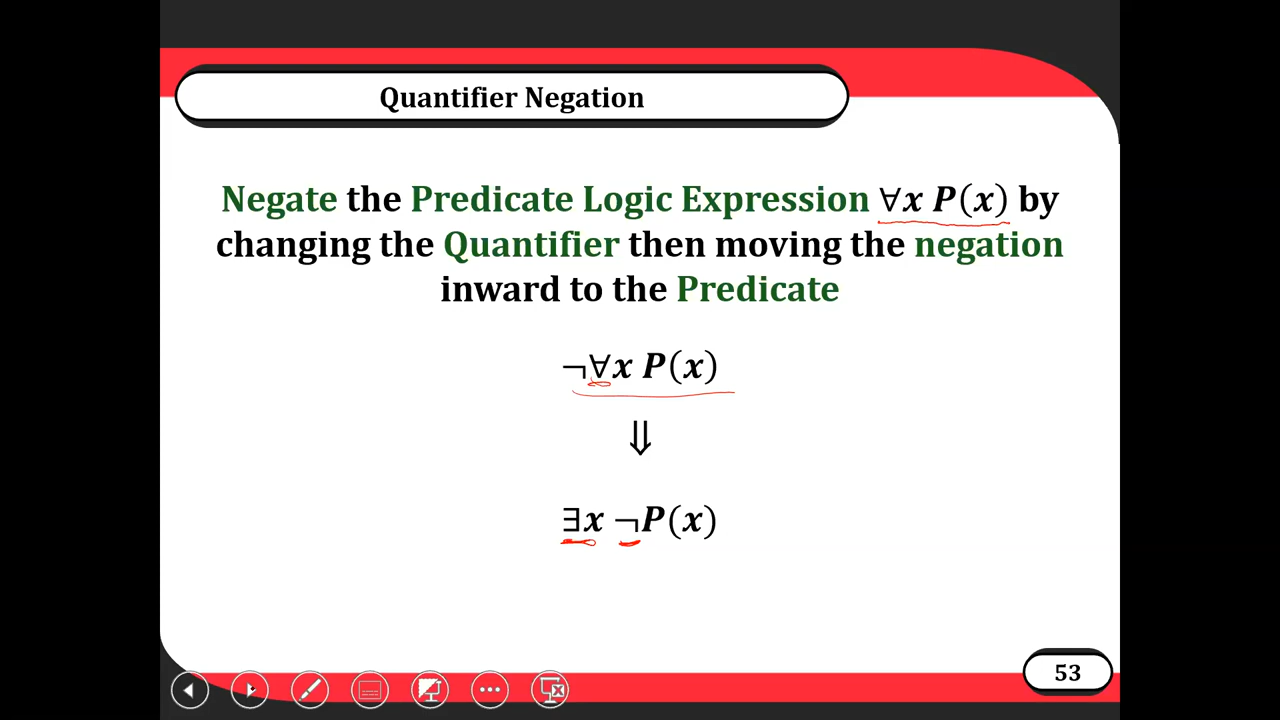 Quantifier Negation
Negate the Predicate Logic Expression ∀x P(x) by
changing the Quantifier then moving the negation
inward to the Predicate
¬∀x P(x)
⇓
∃x ¬P(x)
53